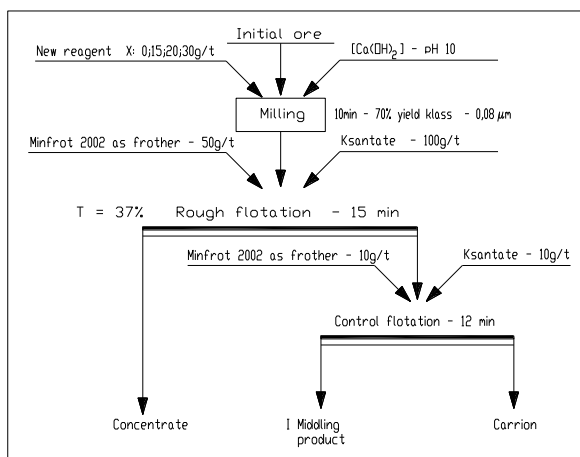 Initial ore
New reagent X: 0;15;20;30g/t
[Ca(OH)₂] - pH 10
Milling
10min - 70% yield klass - 0,08 μm
Minfrot 2002 as frother - 50g/t
Ksantate - 100g/t
T = 37% Rough flotation - 15 min
Minfrot 2002 as frother - 10g/t
Ksantate - 10g/t
Control flotation - 12 min
Concentrate
I Middling
product
Carrion